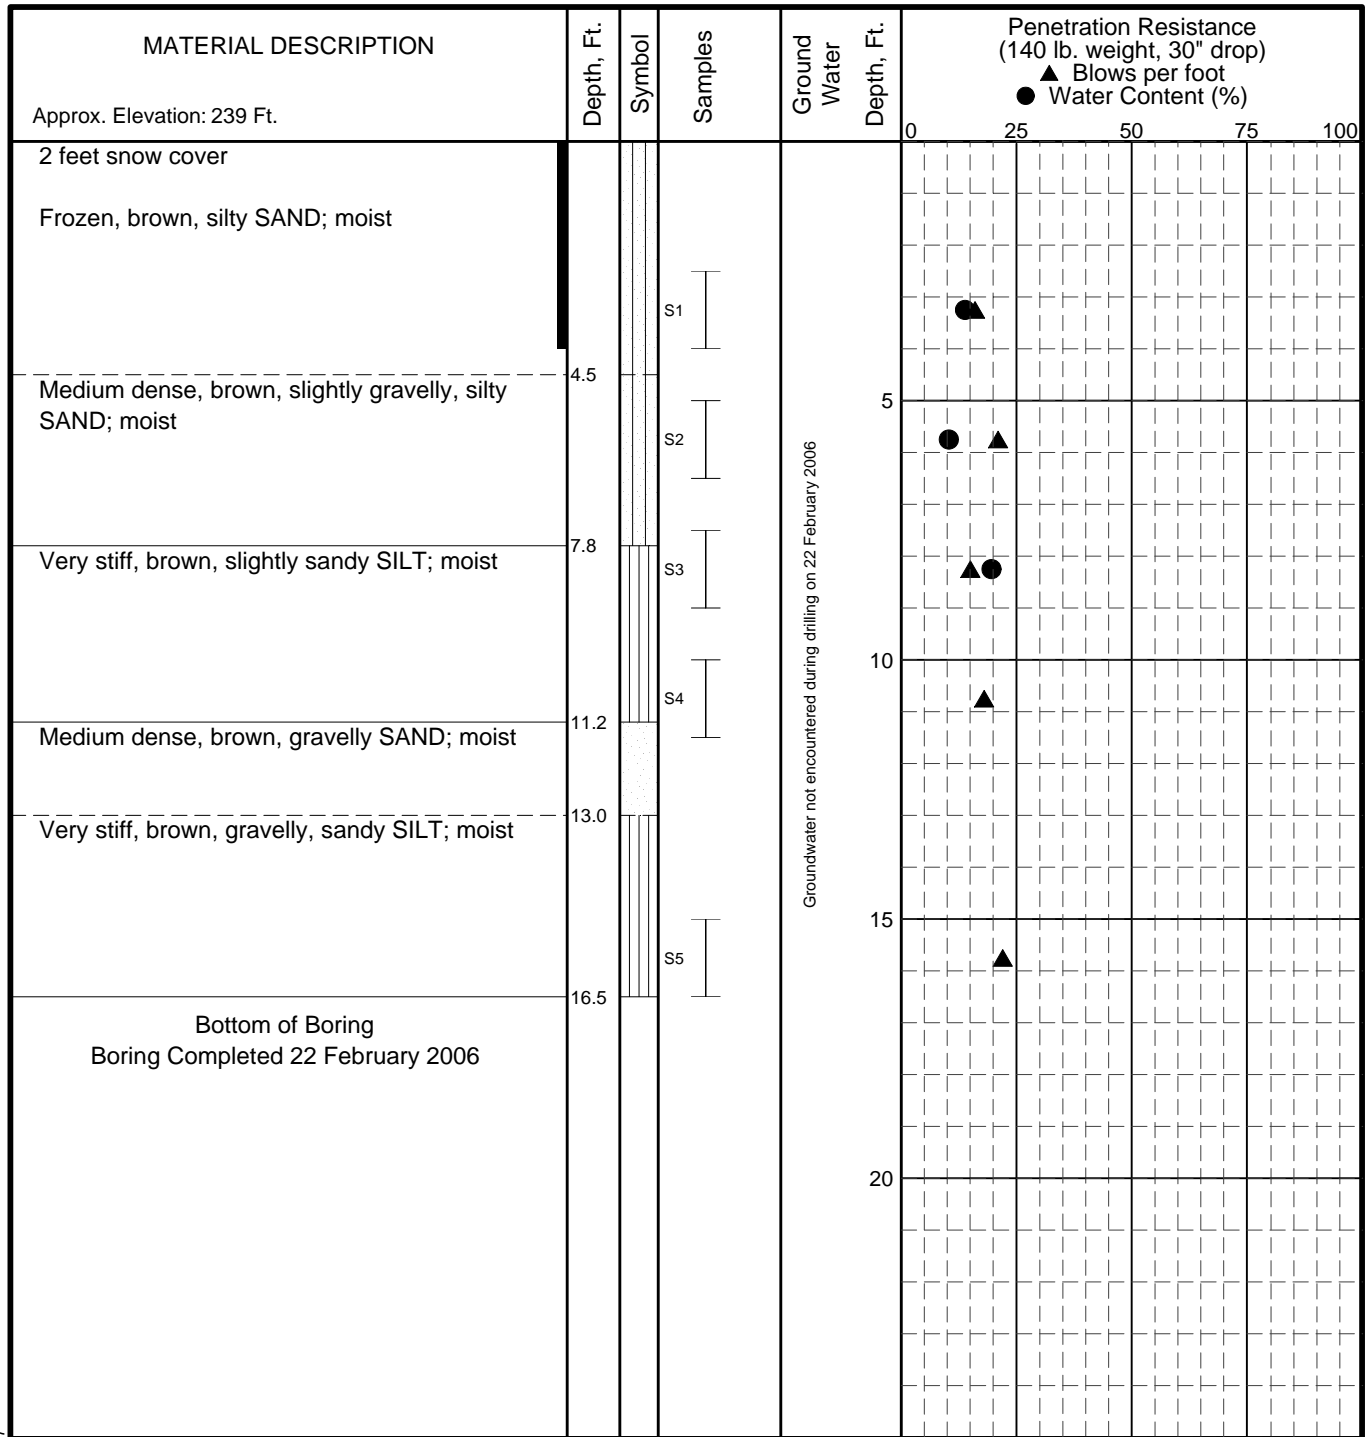 MATERIAL DESCRIPTION
Approx. Elevation: 239 Ft.
Depth, Ft.
Symbol
Samples
Ground
Water
Depth, Ft.
Penetration Resistance
(140 lb. weight, 30" drop)
▲ Blows per foot
● Water Content (%)
0 25 50 75 100
2 feet snow cover
Frozen, brown, silty SAND; moist
S1
4.5
Medium dense, brown, slightly gravelly, silty
SAND; moist
5
S2
7.8
Very stiff, brown, slightly sandy SILT; moist
S3
10
S4
11.2
Medium dense, brown, gravelly SAND; moist
13.0
Very stiff, brown, gravelly, sandy SILT; moist
Groundwater not encountered during drilling on 22 February 2006
15
S5
16.5
Bottom of Boring
Boring Completed 22 February 2006
20